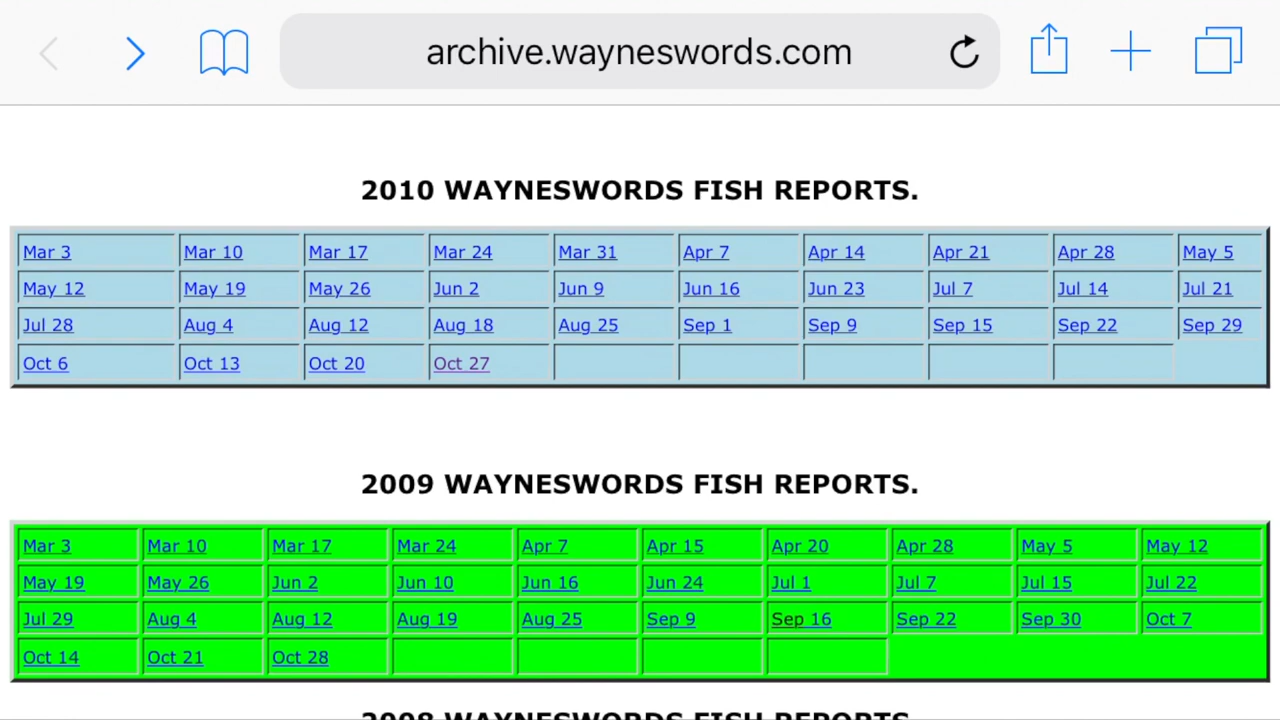 archive.wayneswords.com
2010 WAYNESWORDS FISH REPORTS.
Mar 3 Mar 10 Mar 17 Mar 24 Mar 31 Apr 7 Apr 14 Apr 21 Apr 28 May 5
May 12 May 19 May 26 Jun 2 Jun 9 Jun 16 Jun 23 Jul 7 Jul 14 Jul 21
Jul 28 Aug 4 Aug 12 Aug 18 Aug 25 Sep 1 Sep 9 Sep 15 Sep 22 Sep 29
Oct 6 Oct 13 Oct 20 Oct 27
2009 WAYNESWORDS FISH REPORTS.
Mar 3 Mar 10 Mar 17 Mar 24 Apr 7 Apr 15 Apr 20 Apr 28 May 5 May 12
May 19 May 26 Jun 2 Jun 10 Jun 16 Jun 24 Jul 1 Jul 7 Jul 15 Jul 22
Jul 29 Aug 4 Aug 12 Aug 19 Aug 25 Sep 9 Sep 16 Sep 22 Sep 30 Oct 7
Oct 14 Oct 21 Oct 28
2008 WAYNESWORDS FISH REPORTS.